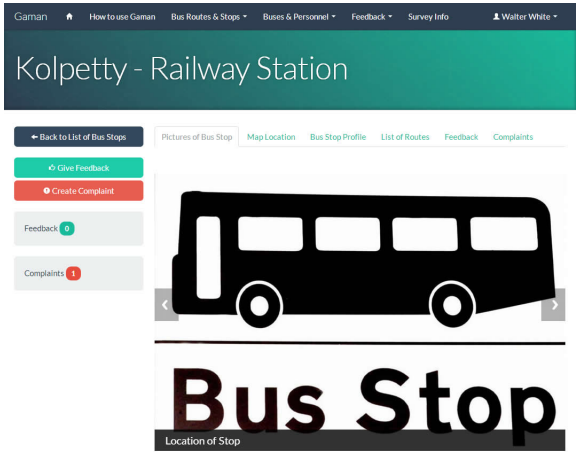 Gaman How to use Gaman Bus Routes & Stops Buses & Personnel Feedback Survey Info Walter White
Kolpetty - Railway Station
Back to List of Bus Stops
Pictures of Bus Stop Map Location Bus Stop Profile List of Routes Feedback Complaints
Give Feedback
Create Complaint
Feedback 0
Complaints 1
Bus Stop
Location of Stop